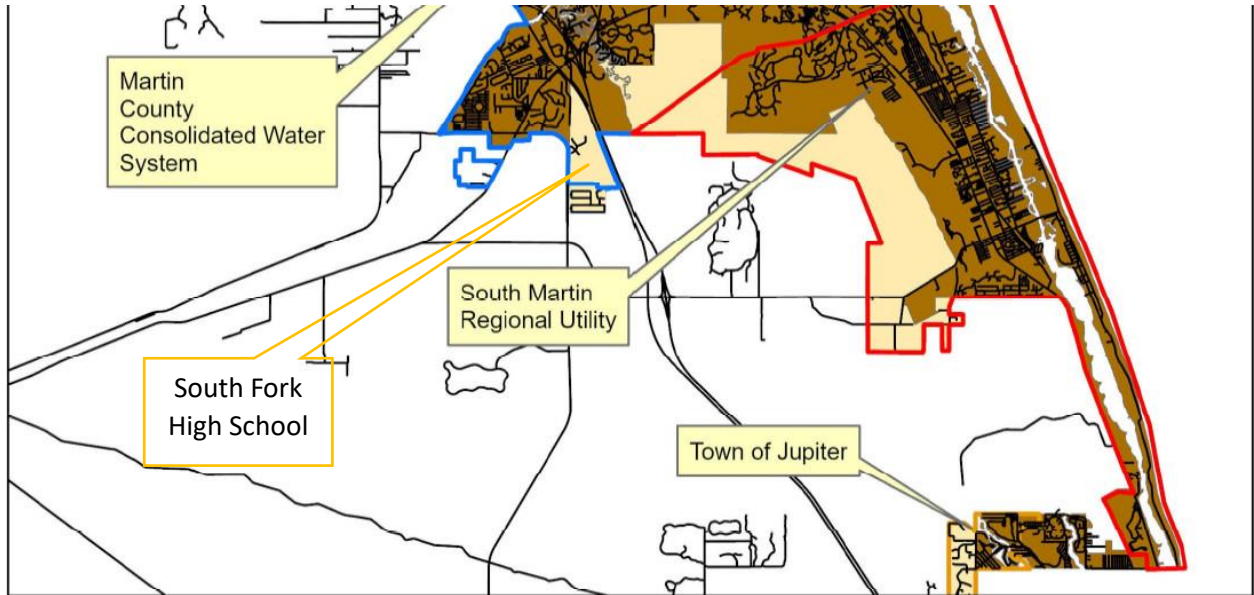 Martin
County
Consolidated Water
System
South Martin
Regional Utility
South Fork
High School
Town of Jupiter